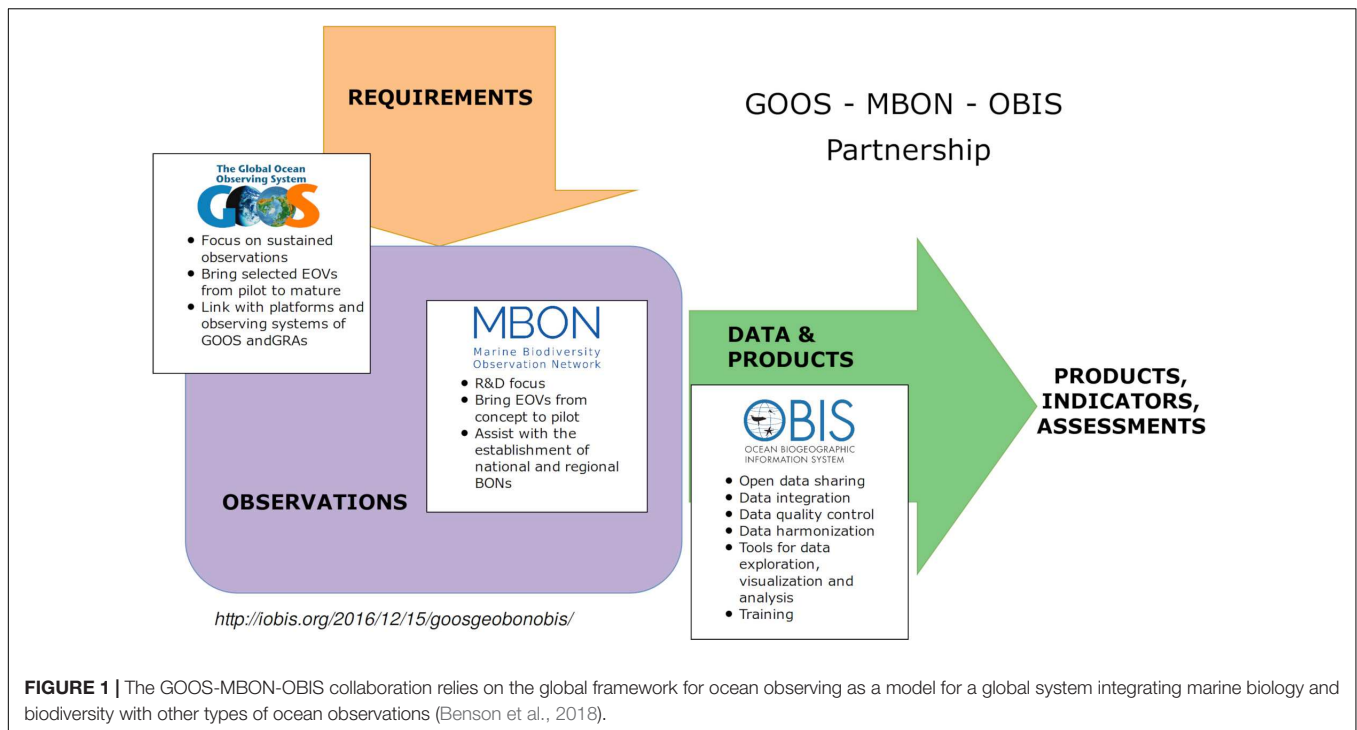 REQUIREMENTS
GOOS - MBON - OBIS
Partnership
The Global Ocean
Observing System
GOOS
● Focus on sustained
observations
● Bring selected EOVs
from pilot to mature
● Link with platforms and
observing systems of
GOOS andGRAs
MBON
Marine Biodiversity
Observation Network
● R&D focus
● Bring EOVs from
concept to pilot
● Assist with the
establishment of
national and regional
BONs
OBSERVATIONS
DATA &
PRODUCTS
OBIS
OCEAN BIOGEOGRAPHIC
INFORMATION SYSTEM
● Open data sharing
● Data integration
● Data quality control
● Data harmonization
● Tools for data
exploration,
visualization and
analysis
● Training
PRODUCTS,
INDICATORS,
ASSESSMENTS
http://iobis.org/2016/12/15/goosgeobonobis/
FIGURE 1 | The GOOS-MBON-OBIS collaboration relies on the global framework for ocean observing as a model for a global system integrating marine biology and
biodiversity with other types of ocean observations (Benson et al., 2018).